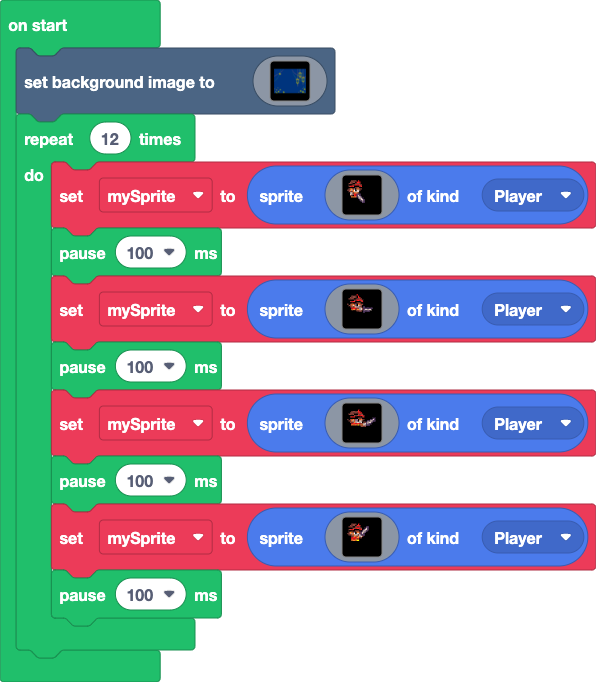 on start
set background image to
repeat 12 times
do
set mySprite to sprite of kind Player
pause 100 ms
set mySprite to sprite of kind Player
pause 100 ms
set mySprite to sprite of kind Player
pause 100 ms
set mySprite to sprite of kind Player
pause 100 ms